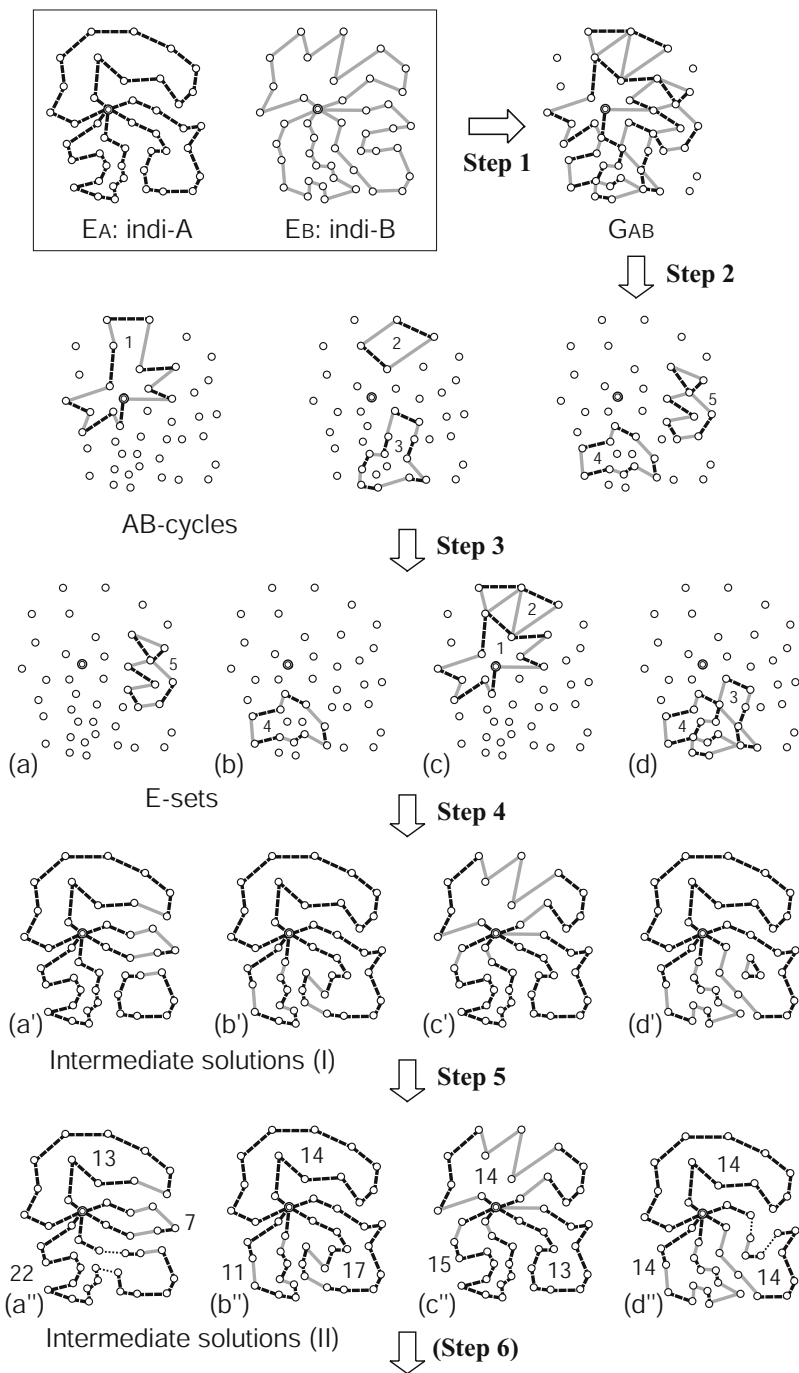 Step 1
EA: indi-A
EB: indi-B
GAB
Step 2
1
2
3
4
5
AB-cycles
Step 3
5
4
2
1
3
4
(a)
(b)
(c)
(d)
E-sets
Step 4
(a')
(b')
(c')
(d')
Intermediate solutions (I)
Step 5
13
14
14
14
7
22
11
17
15
13
14
14
(a'')
(b'')
(c'')
(d'')
Intermediate solutions (II)
(Step 6)